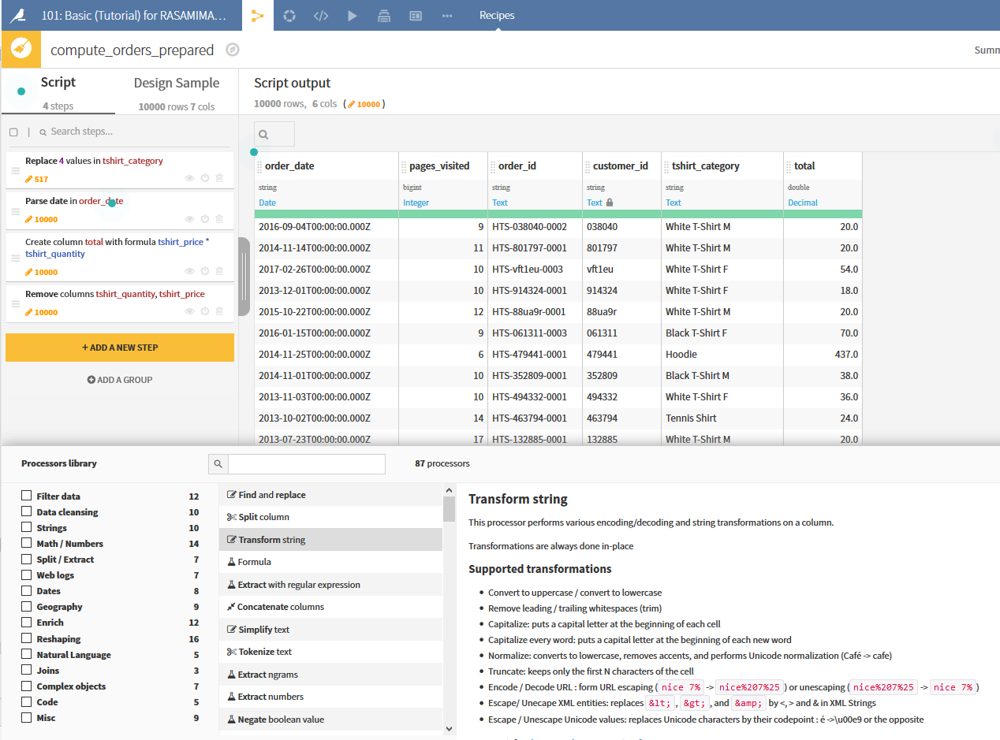 101: Basic (Tutorial) for RASAMIMA...
Recipes
compute_orders_prepared
Summ
Script
4 steps
Design Sample
10000 rows 7 cols
Script output
10000 rows, 6 cols ( 10000 )
Search steps...
Replace 4 values in tshirt_category
517
Parse date in order_date
10000
Create column total with formula tshirt_price *
tshirt_quantity
10000
Remove columns tshirt_quantity, tshirt_price
10000
+ ADD A NEW STEP
ADD A GROUP
order_date pages_visited order_id customer_id tshirt_category total
string bigint string string string double
Date Integer Text Text Text Decimal
2016-09-04T00:00:00.000Z 9 HTS-038040-0002 038040 White T-Shirt M 20.0
2014-11-14T00:00:00.000Z 11 HTS-801797-0001 801797 White T-Shirt M 20.0
2017-02-26T00:00:00.000Z 10 HTS-vft1eu-0003 vft1eu White T-Shirt F 54.0
2013-12-01T00:00:00.000Z 10 HTS-914324-0001 914324 White T-Shirt F 18.0
2015-10-22T00:00:00.000Z 12 HTS-88ua9r-0001 88ua9r White T-Shirt M 20.0
2016-01-15T00:00:00.000Z 9 HTS-061311-0003 061311 Black T-Shirt F 70.0
2014-11-25T00:00:00.000Z 6 HTS-479441-0001 479441 Hoodie 437.0
2014-11-01T00:00:00.000Z 10 HTS-352809-0001 352809 Black T-Shirt M 38.0
2013-11-03T00:00:00.000Z 10 HTS-494332-0001 494332 White T-Shirt F 36.0
2013-10-02T00:00:00.000Z 14 HTS-463794-0001 463794 Tennis Shirt 24.0
2013-07-23T00:00:00.000Z 17 HTS-132885-0001 132885 White T-Shirt M 20.0
Processors library
87 processors
Filter data 12
Data cleansing 10
Strings 10
Math / Numbers 14
Split / Extract 7
Web logs 7
Dates 8
Geography 9
Enrich 12
Reshaping 16
Natural Language 5
Joins 3
Complex objects 7
Code 5
Misc 9
Find and replace
Split column
Transform string
Formula
Extract with regular expression
Concatenate columns
Simplify text
Tokenize text
Extract ngrams
Extract numbers
Negate boolean value
Transform string
This processor performs various encoding/decoding and string transformations on a column.
Transformations are always done in-place
Supported transformations
• Convert to uppercase / convert to lowercase
• Remove leading / trailing whitespaces (trim)
• Capitalize: puts a capital letter at the beginning of each cell
• Capitalize every word: puts a capital letter at the beginning of each new word
• Normalize: converts to lowercase, removes accents, and performs Unicode normalization (Café -> cafe)
• Truncate: keeps only the first N characters of the cell
• Encode / Decode URL : form URL escaping ( nice 7% -> nice%207%25 ) or unescaping ( nice%207%25 -> nice 7% )
• Escape/ Unecape XML entities: replaces &lt; , &gt; , and &amp; by <, > and & in XML Strings
• Escape / Unescape Unicode values: replaces Unicode characters by their codepoint : é ->\u00e9 or the opposite